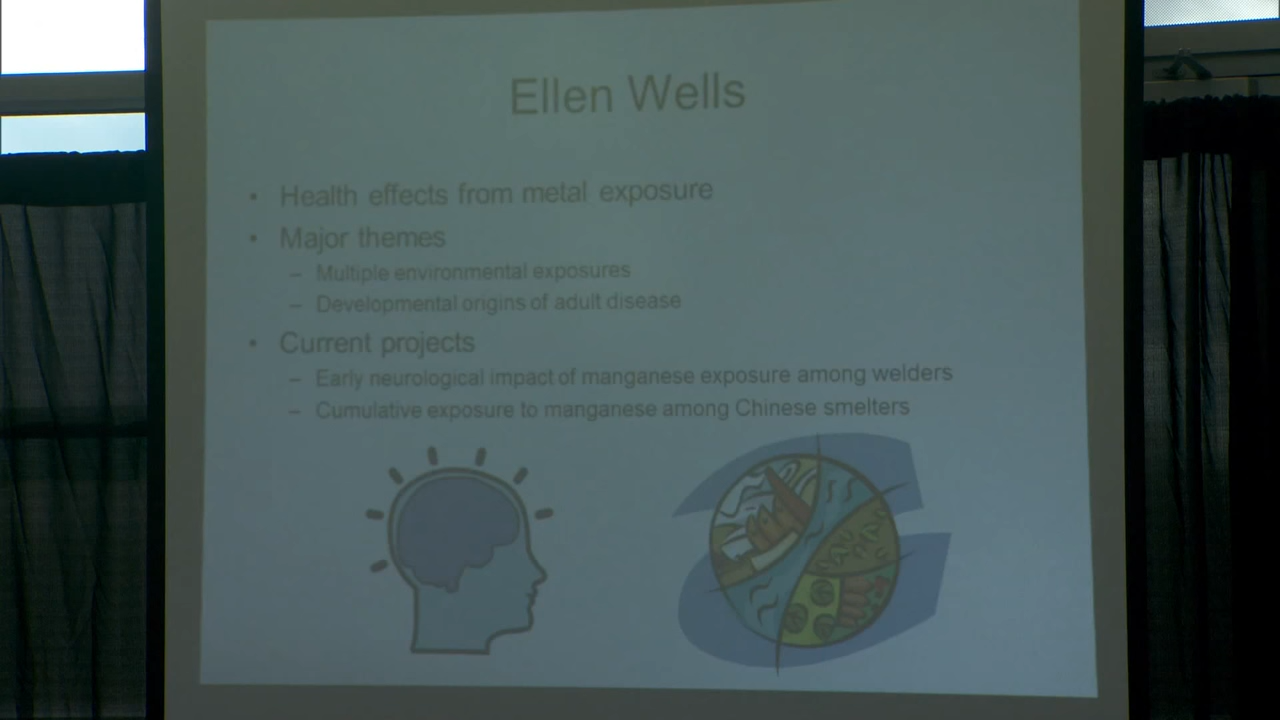 Ellen Wells
• Health effects from metal exposure
• Major themes
– Multiple environmental exposures
– Developmental origins of adult disease
• Current projects
– Early neurological impact of manganese exposure among welders
– Cumulative exposure to manganese among Chinese smelters